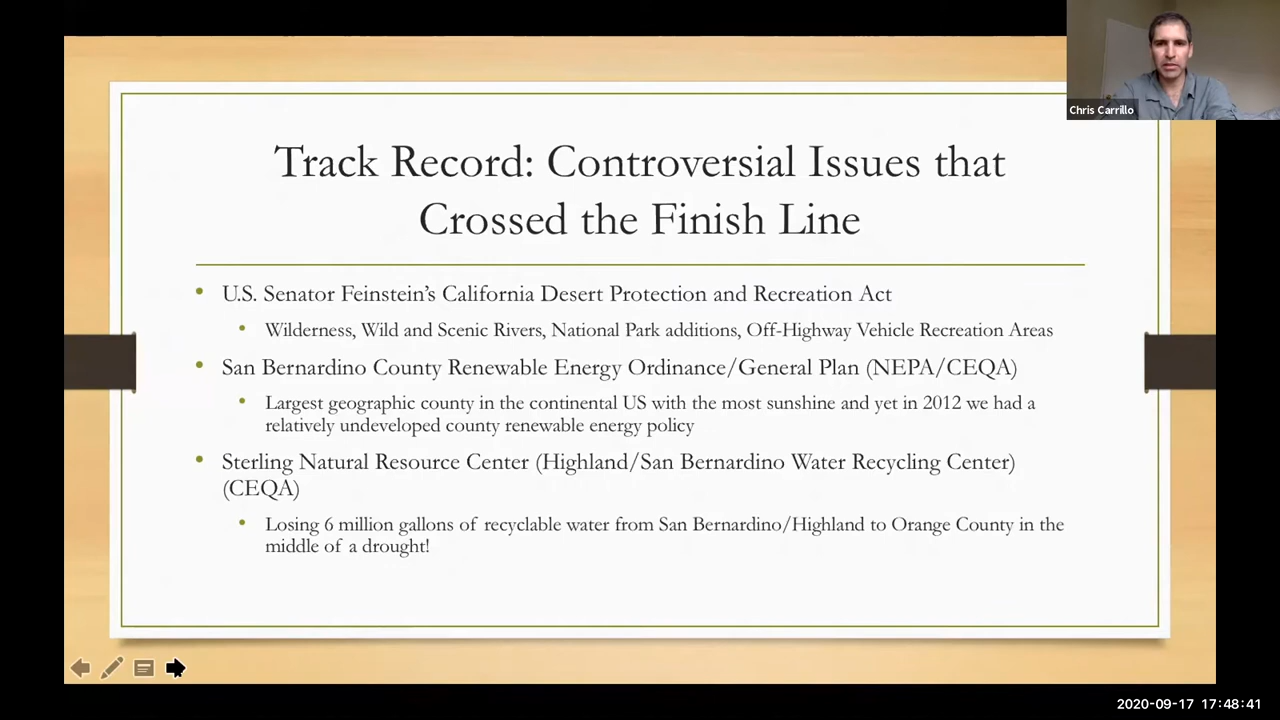 Chris Carrillo
Track Record: Controversial Issues that
Crossed the Finish Line
• U.S. Senator Feinstein’s California Desert Protection and Recreation Act
• Wilderness, Wild and Scenic Rivers, National Park additions, Off-Highway Vehicle Recreation Areas
• San Bernardino County Renewable Energy Ordinance/General Plan (NEPA/CEQA)
• Largest geographic county in the continental US with the most sunshine and yet in 2012 we had a
relatively undeveloped county renewable energy policy
• Sterling Natural Resource Center (Highland/San Bernardino Water Recycling Center)
(CEQA)
• Losing 6 million gallons of recyclable water from San Bernardino/Highland to Orange County in the
middle of a drought!
2020-09-17 17:48:41